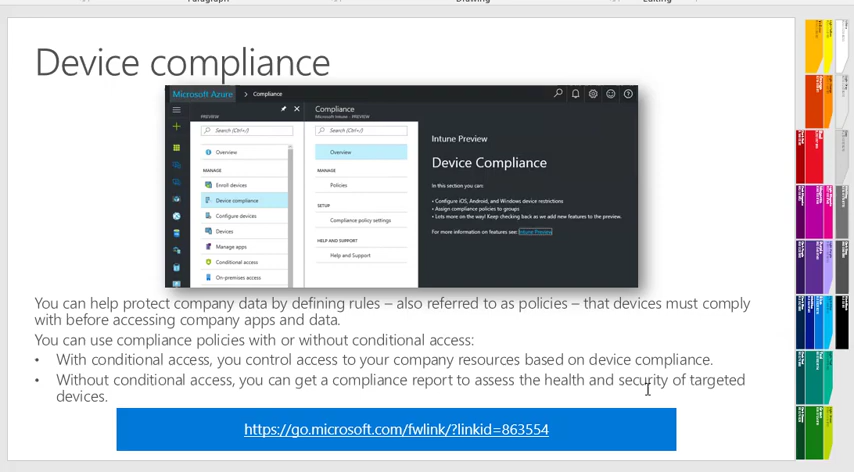 Paragraph Drawing Editing
Device compliance
Microsoft Azure > Compliance
PREVIEW
Search (Ctrl+/)
Overview
MANAGE
Enroll devices
Device compliance
Configure devices
Devices
Manage apps
Conditional access
On-premises access
Compliance
Microsoft Intune - PREVIEW
Search (Ctrl+/)
Overview
MANAGE
Policies
SETUP
Compliance policy settings
HELP AND SUPPORT
Help and Support
Intune Preview
Device Compliance
In this section you can:
• Configure iOS, Android, and Windows device restrictions
• Assign compliance policies to groups
• Lots more on the way! Keep checking back as we add new features to the preview.
For more information on features see: Intune Preview
You can help protect company data by defining rules – also referred to as policies – that devices must comply
with before accessing company apps and data.
You can use compliance policies with or without conditional access:
• With conditional access, you control access to your company resources based on device compliance.
• Without conditional access, you can get a compliance report to assess the health and security of targeted
devices.
https://go.microsoft.com/fwlink/?linkid=863554